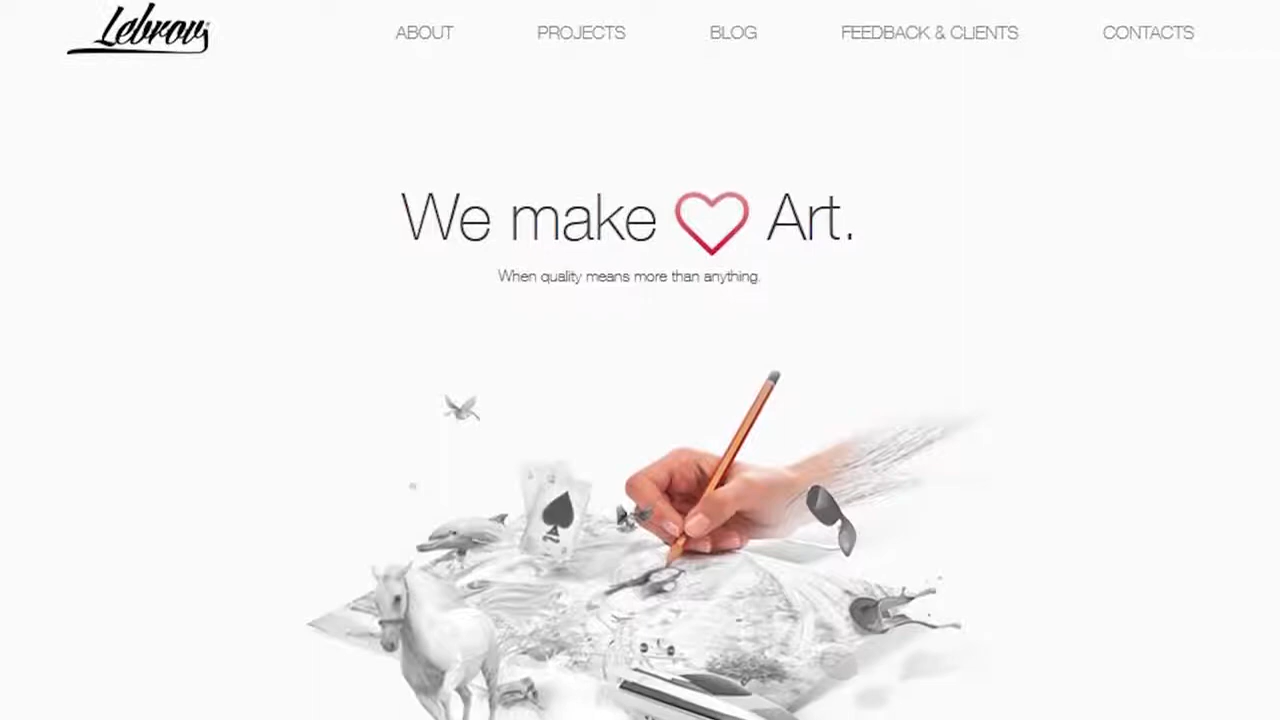 Lebrov
ABOUT PROJECTS BLOG FEEDBACK & CLIENTS CONTACTS
We make Art.
When quality means more than anything.